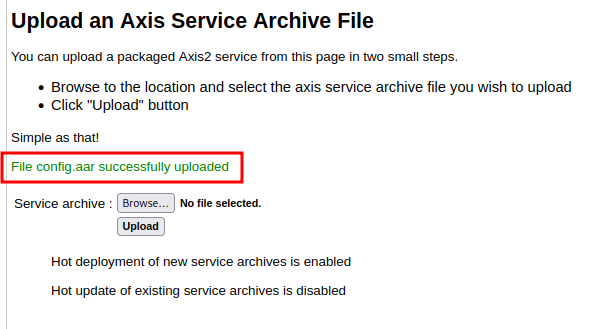 Upload an Axis Service Archive File
You can upload a packaged Axis2 service from this page in two small steps.
• Browse to the location and select the axis service archive file you wish to upload
• Click "Upload" button
Simple as that!
File config.aar successfully uploaded
Service archive : Browse... No file selected.
Upload
Hot deployment of new service archives is enabled
Hot update of existing service archives is disabled